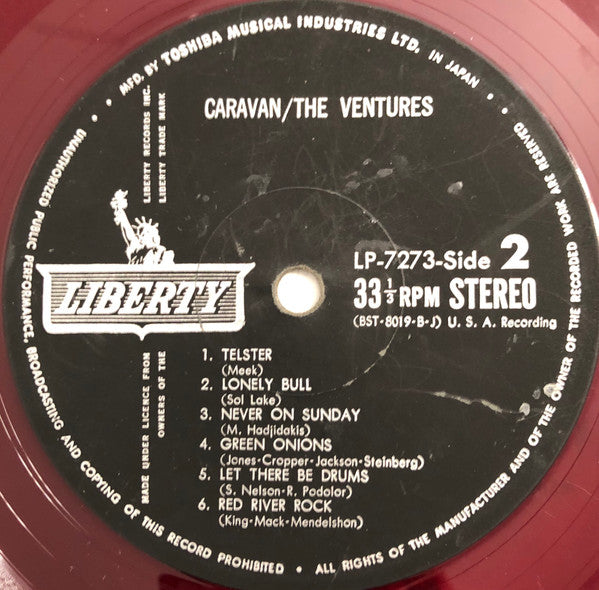 • MFD. BY TOSHIBA MUSICAL INDUSTRIES LTD. IN JAPAN •
CARAVAN/THE VENTURES
LIBERTY RECORDS INC.
LIBERTY TRADE MARK
LIBERTY
MADE UNDER LICENCE FROM
OWNERS OF THE
LP-7273-Side 2
33 1/3 RPM STEREO
(BST-8019-B-J) U. S. A. Recording
1. TELSTER
(Meek)
2. LONELY BULL
(Sol Lake)
3. NEVER ON SUNDAY
(M. Hadjidakis)
4. GREEN ONIONS
(Jones-Cropper-Jackson-Steinberg)
5. LET THERE BE DRUMS
(S. Nelson-R. Podolor)
6. RED RIVER ROCK
(King-Mack-Mendelshon)
UNAUTHORIZED PUBLIC PERFORMANCE, BROADCASTING AND COPYING OF THIS RECORD PROHIBITED • ALL RIGHTS OF THE MANUFACTURER AND OF THE OWNER OF THE RECORDED WORK ARE RESERVED